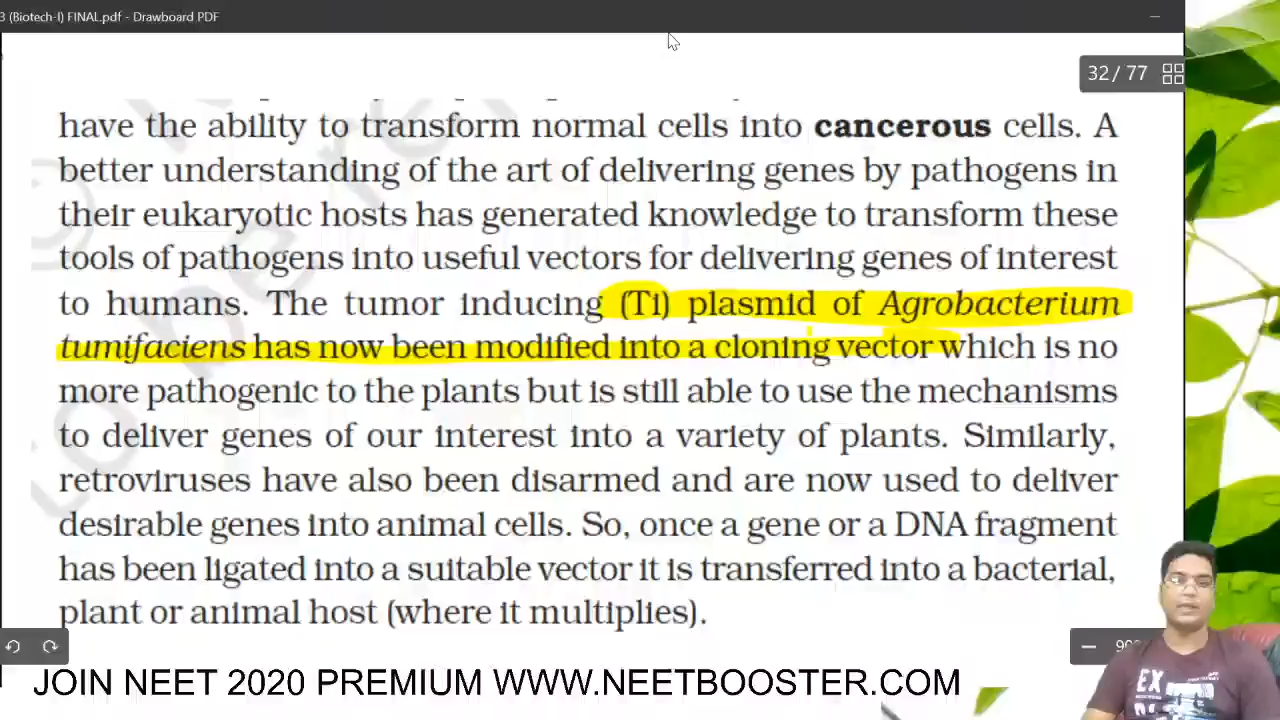 3 (Biotech-I) FINAL.pdf - Drawboard PDF
32 / 77
have the ability to transform normal cells into cancerous cells. A
better understanding of the art of delivering genes by pathogens in
their eukaryotic hosts has generated knowledge to transform these
tools of pathogens into useful vectors for delivering genes of interest
to humans. The tumor inducing (Ti) plasmid of Agrobacterium
tumifaciens has now been modified into a cloning vector which is no
more pathogenic to the plants but is still able to use the mechanisms
to deliver genes of our interest into a variety of plants. Similarly,
retroviruses have also been disarmed and are now used to deliver
desirable genes into animal cells. So, once a gene or a DNA fragment
has been ligated into a suitable vector it is transferred into a bacterial,
plant or animal host (where it multiplies).
JOIN NEET 2020 PREMIUM WWW.NEETBOOSTER.COM
EX